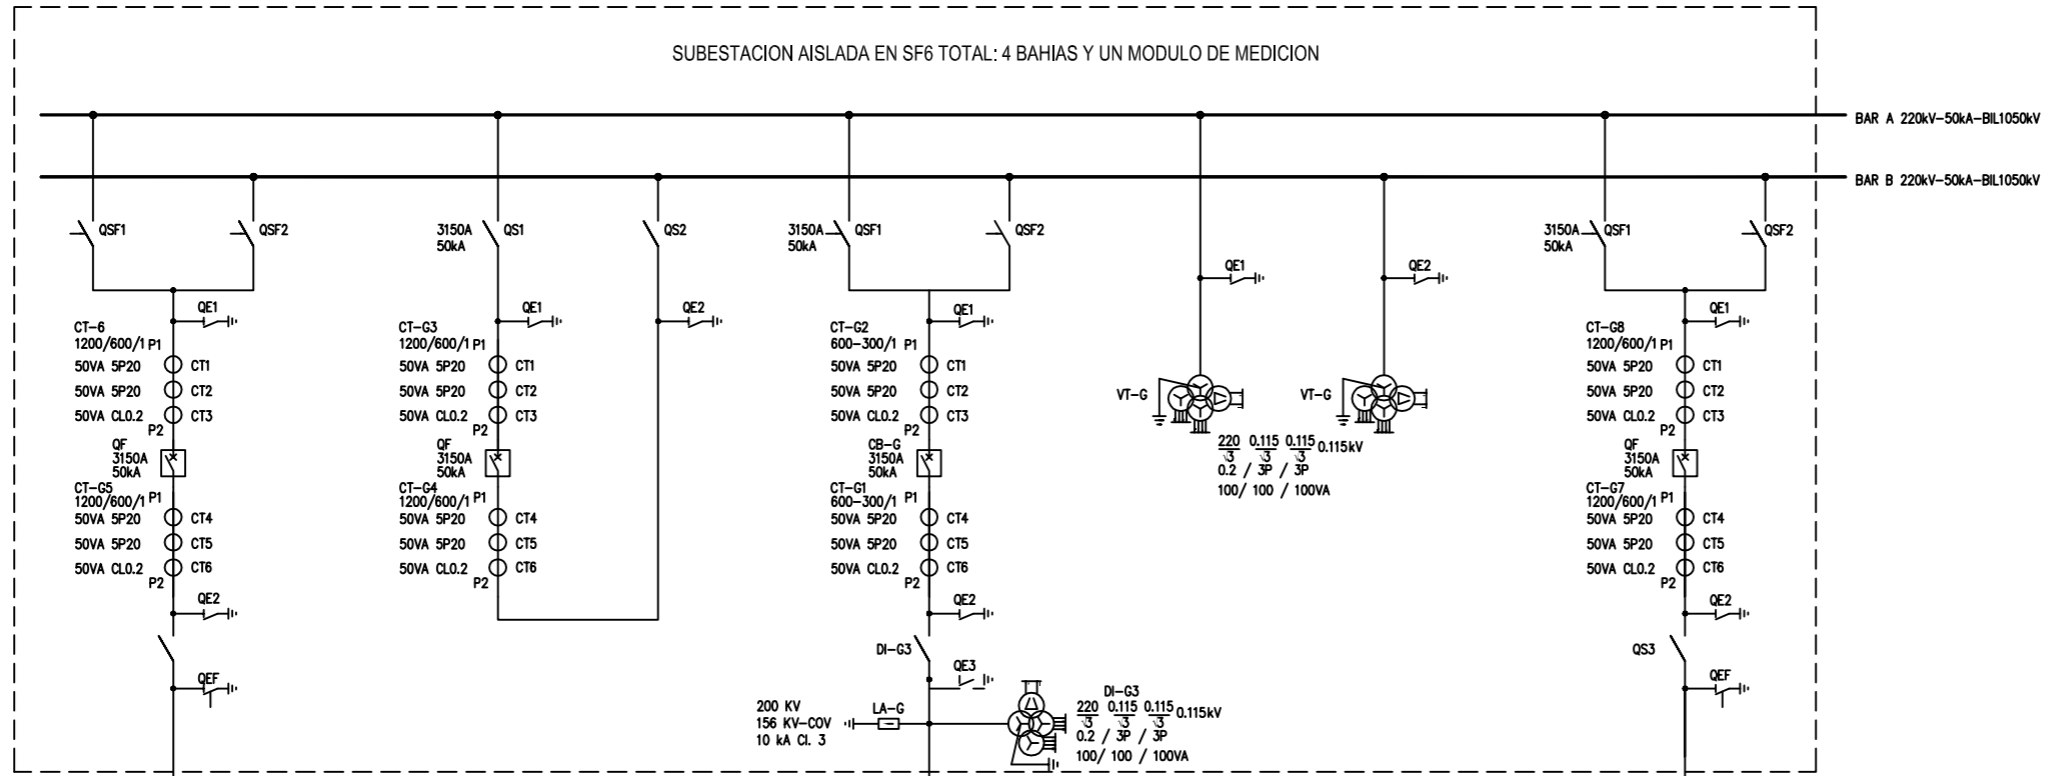 SUBESTACION AISLADA EN SF6 TOTAL: 4 BAHIAS Y UN MODULO DE MEDICION
BAR A 220kV-50kA-BIL1050kV
BAR B 220kV-50kA-BIL1050kV
QSF1
QSF2
QE1
CT-6
1200/600/1 P1
50VA 5P20 CT1
50VA 5P20 CT2
50VA CL0.2 CT3
P2
QF
3150A
50kA
CT-G5
1200/600/1 P1
50VA 5P20 CT4
50VA 5P20 CT5
50VA CL0.2 CT6
P2
QE2
QEF
3150A QS1
50kA
QS2
QE1
QE2
CT-G3
1200/600/1 P1
50VA 5P20 CT1
50VA 5P20 CT2
50VA CL0.2 CT3
P2
QF
3150A
50kA
CT-G4
1200/600/1 P1
50VA 5P20 CT4
50VA 5P20 CT5
50VA CL0.2 CT6
P2
3150A QSF1
50kA
QSF2
QE1
CT-G2
600-300/1 P1
50VA 5P20 CT1
50VA 5P20 CT2
50VA CL0.2 CT3
P2
CB-G
3150A
50kA
CT-G1
600-300/1 P1
50VA 5P20 CT4
50VA 5P20 CT5
50VA CL0.2 CT6
P2
QE2
DI-G3
QE3
200 KV
156 KV-COV
10 kA Cl. 3
LA-G
DI-G3
220 0.115 0.115 0.115kV
√3 √3 √3
0.2 / 3P / 3P
100/ 100 / 100VA
QE1
QE2
VT-G
VT-G
220 0.115 0.115 0.115kV
√3 √3 √3
0.2 / 3P / 3P
100/ 100 / 100VA
3150A QSF1
50kA
QSF2
QE1
CT-G8
1200/600/1 P1
50VA 5P20 CT1
50VA 5P20 CT2
50VA CL0.2 CT3
P2
QF
3150A
50kA
CT-G7
1200/600/1 P1
50VA 5P20 CT4
50VA 5P20 CT5
50VA CL0.2 CT6
P2
QE2
QS3
QEF